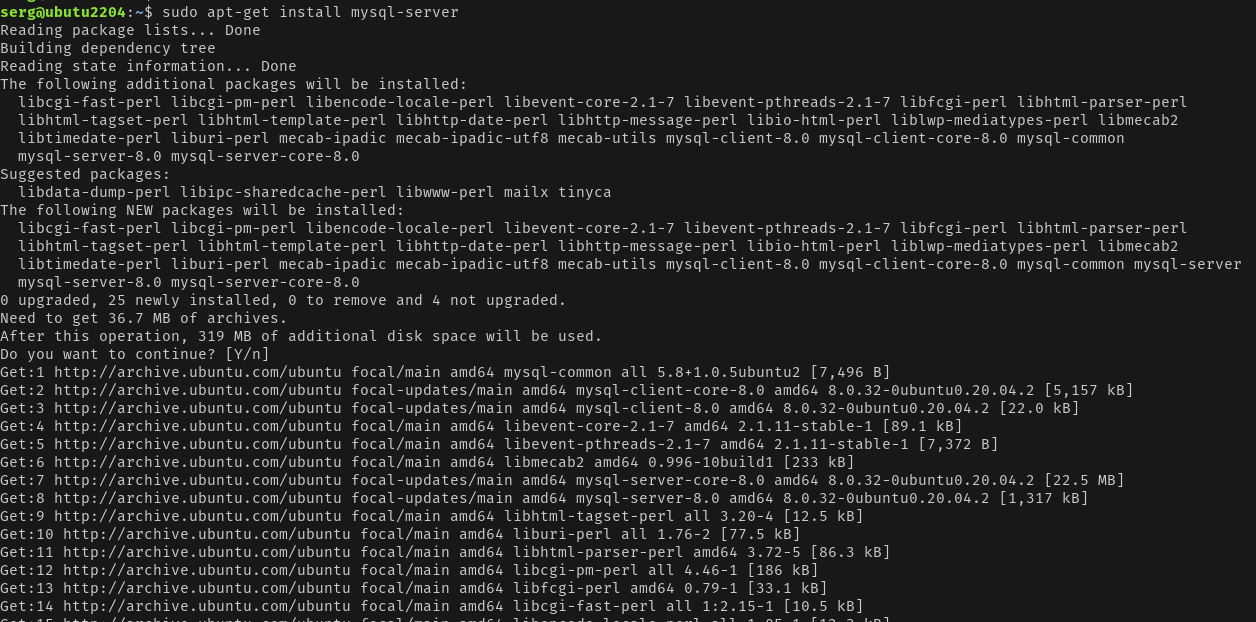 serg@ubutu2204:~$ sudo apt-get install mysql-server
Reading package lists... Done
Building dependency tree
Reading state information... Done
The following additional packages will be installed:
  libcgi-fast-perl libcgi-pm-perl libencode-locale-perl libevent-core-2.1-7 libevent-pthreads-2.1-7 libfcgi-perl libhtml-parser-perl
  libhtml-tagset-perl libhtml-template-perl libhttp-date-perl libhttp-message-perl libio-html-perl liblwp-mediatypes-perl libmecab2
  libtimedate-perl liburi-perl mecab-ipadic mecab-ipadic-utf8 mecab-utils mysql-client-8.0 mysql-client-core-8.0 mysql-common
  mysql-server-8.0 mysql-server-core-8.0
Suggested packages:
  libdata-dump-perl libipc-sharedcache-perl libwww-perl mailx tinyca
The following NEW packages will be installed:
  libcgi-fast-perl libcgi-pm-perl libencode-locale-perl libevent-core-2.1-7 libevent-pthreads-2.1-7 libfcgi-perl libhtml-parser-perl
  libhtml-tagset-perl libhtml-template-perl libhttp-date-perl libhttp-message-perl libio-html-perl liblwp-mediatypes-perl libmecab2
  libtimedate-perl liburi-perl mecab-ipadic mecab-ipadic-utf8 mecab-utils mysql-client-8.0 mysql-client-core-8.0 mysql-common mysql-server
  mysql-server-8.0 mysql-server-core-8.0
0 upgraded, 25 newly installed, 0 to remove and 4 not upgraded.
Need to get 36.7 MB of archives.
After this operation, 319 MB of additional disk space will be used.
Do you want to continue? [Y/n]
Get:1 http://archive.ubuntu.com/ubuntu focal/main amd64 mysql-common all 5.8+1.0.5ubuntu2 [7,496 B]
Get:2 http://archive.ubuntu.com/ubuntu focal-updates/main amd64 mysql-client-core-8.0 amd64 8.0.32-0ubuntu0.20.04.2 [5,157 kB]
Get:3 http://archive.ubuntu.com/ubuntu focal-updates/main amd64 mysql-client-8.0 amd64 8.0.32-0ubuntu0.20.04.2 [22.0 kB]
Get:4 http://archive.ubuntu.com/ubuntu focal/main amd64 libevent-core-2.1-7 amd64 2.1.11-stable-1 [89.1 kB]
Get:5 http://archive.ubuntu.com/ubuntu focal/main amd64 libevent-pthreads-2.1-7 amd64 2.1.11-stable-1 [7,372 B]
Get:6 http://archive.ubuntu.com/ubuntu focal/main amd64 libmecab2 amd64 0.996-10build1 [233 kB]
Get:7 http://archive.ubuntu.com/ubuntu focal-updates/main amd64 mysql-server-core-8.0 amd64 8.0.32-0ubuntu0.20.04.2 [22.5 MB]
Get:8 http://archive.ubuntu.com/ubuntu focal-updates/main amd64 mysql-server-8.0 amd64 8.0.32-0ubuntu0.20.04.2 [1,317 kB]
Get:9 http://archive.ubuntu.com/ubuntu focal/main amd64 libhtml-tagset-perl all 3.20-4 [12.5 kB]
Get:10 http://archive.ubuntu.com/ubuntu focal/main amd64 liburi-perl all 1.76-2 [77.5 kB]
Get:11 http://archive.ubuntu.com/ubuntu focal/main amd64 libhtml-parser-perl amd64 3.72-5 [86.3 kB]
Get:12 http://archive.ubuntu.com/ubuntu focal/main amd64 libcgi-pm-perl all 4.46-1 [186 kB]
Get:13 http://archive.ubuntu.com/ubuntu focal/main amd64 libfcgi-perl amd64 0.79-1 [33.1 kB]
Get:14 http://archive.ubuntu.com/ubuntu focal/main amd64 libcgi-fast-perl all 1:2.15-1 [10.5 kB]